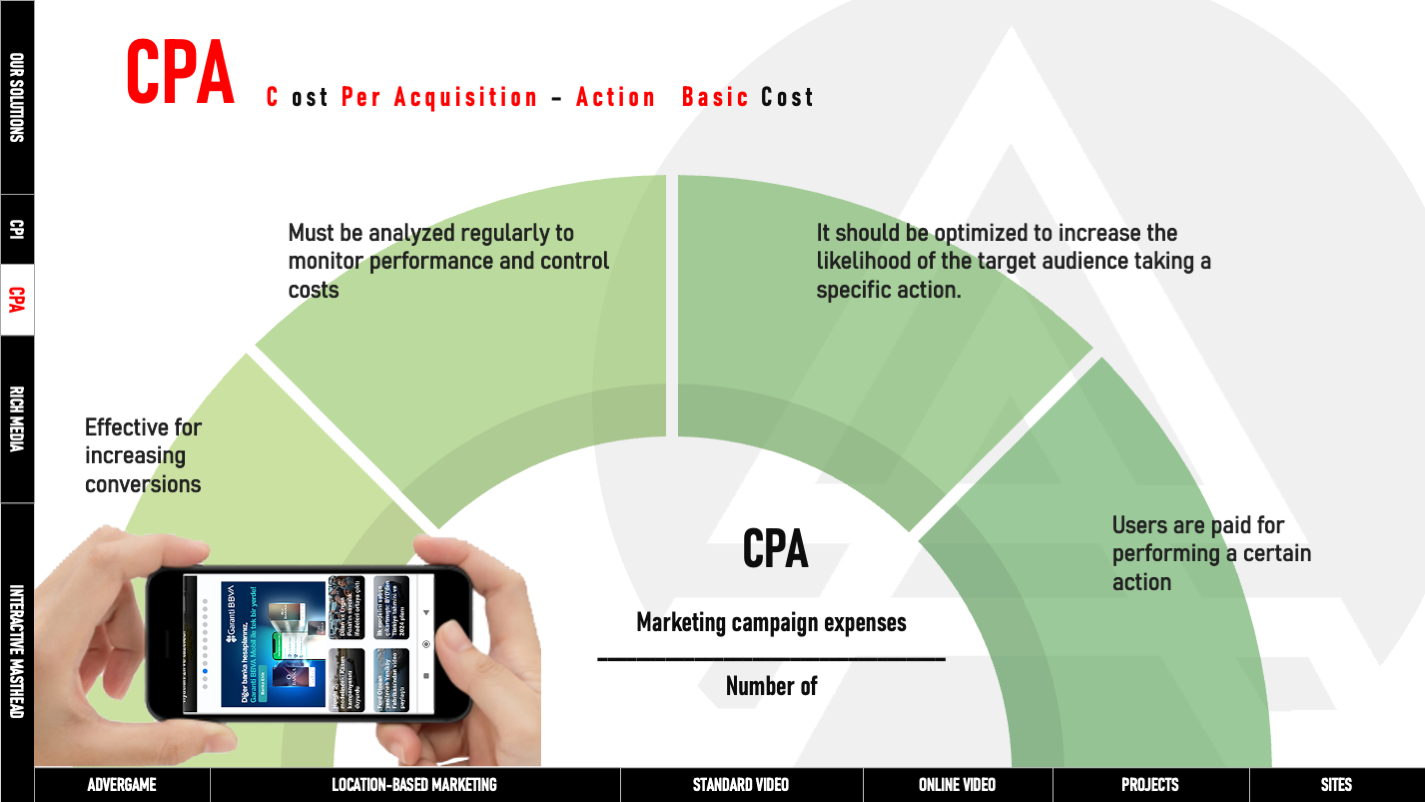 OUR SOLUTIONS
CPI
CPA
RICH MEDIA
INTERACTIVE MASTHEAD
CPA
C ost Per Acquisition – Action Basic Cost
Must be analyzed regularly to
monitor performance and control
costs
It should be optimized to increase the
likelihood of the target audience taking a
specific action.
Effective for
increasing
conversions
Users are paid for
performing a certain
action
CPA
Marketing campaign expenses
Number of
Garanti BBVA
Diğer banka hesaplarınız,
Garanti BBVA Mobil ile tek bir yerde!
ADVERGAME
LOCATION-BASED MARKETING
STANDARD VIDEO
ONLINE VIDEO
PROJECTS
SITES